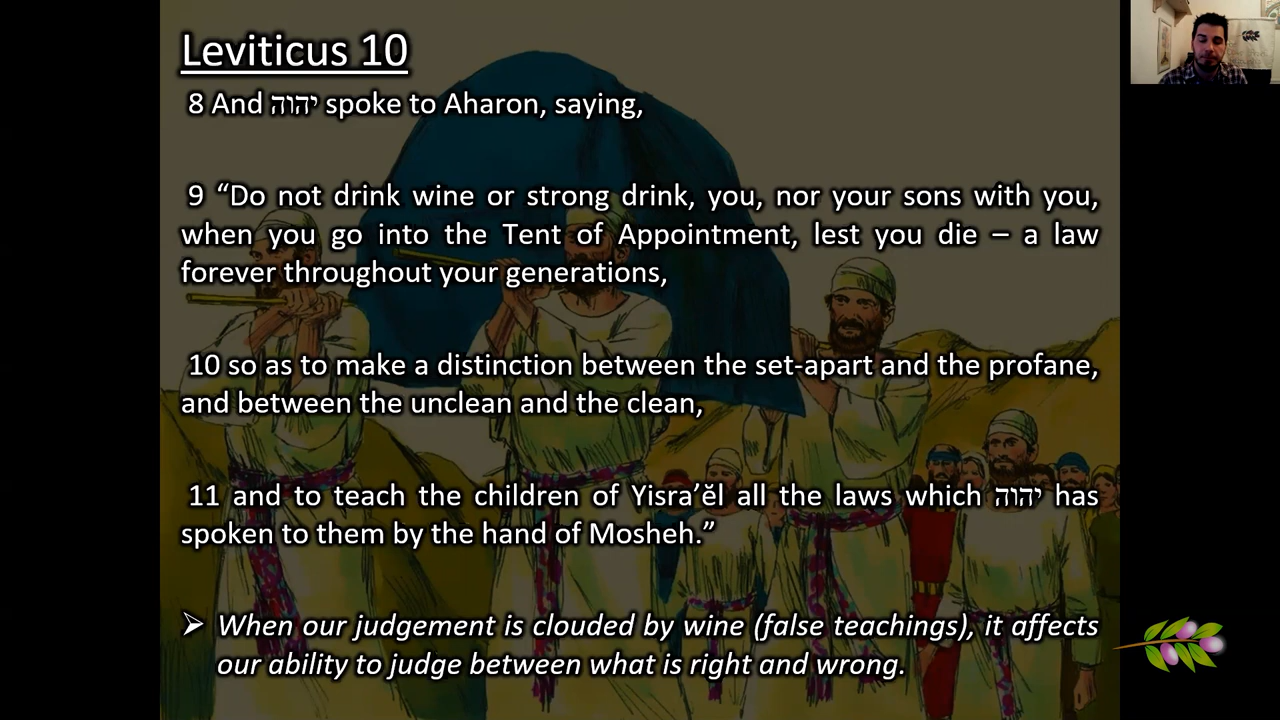 Leviticus 10
8 And יהוה spoke to Aharon, saying,
9 “Do not drink wine or strong drink, you, nor your sons with you,
when you go into the Tent of Appointment, lest you die – a law
forever throughout your generations,
10 so as to make a distinction between the set-apart and the profane,
and between the unclean and the clean,
11 and to teach the children of Yisra’ĕl all the laws which יהוה has
spoken to them by the hand of Mosheh.”
➢ When our judgement is clouded by wine (false teachings), it affects
our ability to judge between what is right and wrong.